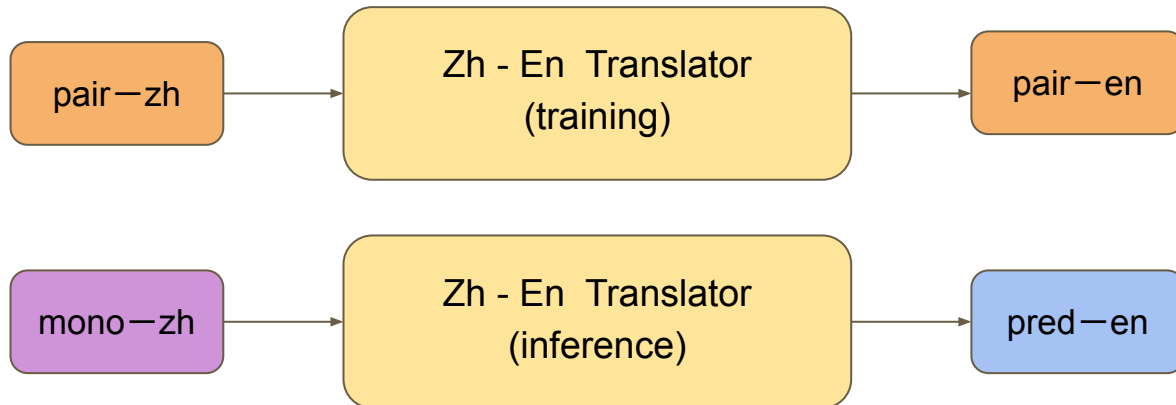 pair—zh
Zh - En Translator
(training)
pair—en
mono—zh
Zh - En Translator
(inference)
pred—en